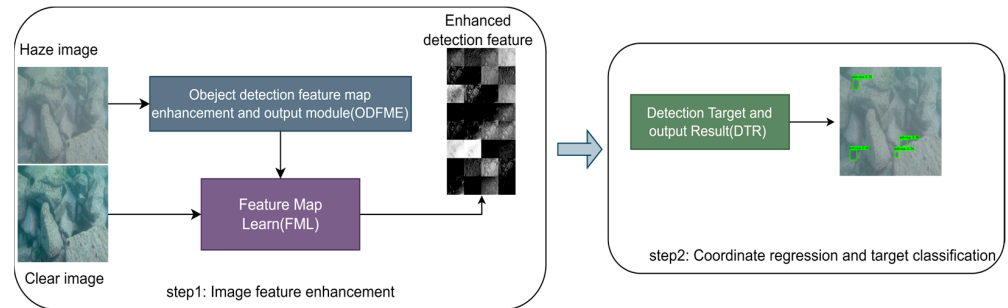 Haze image
Obeject detection feature map
enhancement and output module(ODFME)
Enhanced
detection feature
Feature Map
Learn(FML)
Clear image
step1: Image feature enhancement
Detection Target and
output Result(DTR)
step2: Coordinate regression and target classification